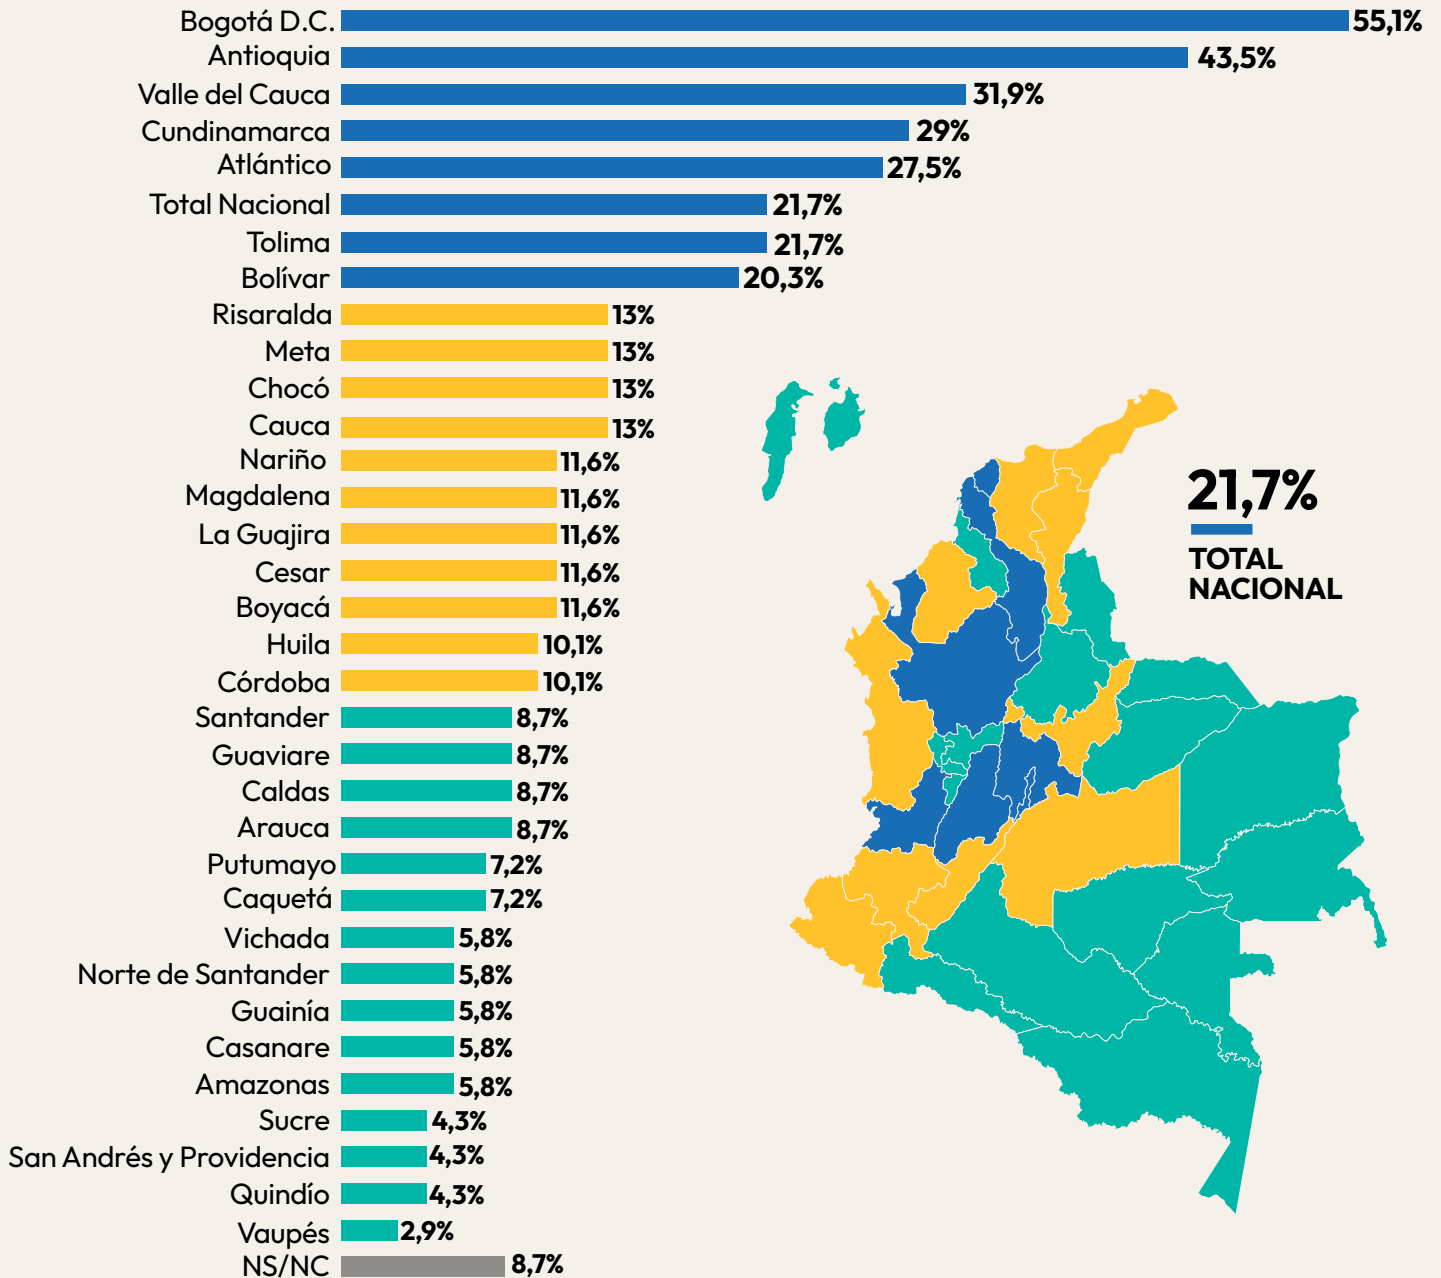 Bogotá D.C. 55,1%
Antioquia 43,5%
Valle del Cauca 31,9%
Cundinamarca 29%
Atlántico 27,5%
Total Nacional 21,7%
Tolima 21,7%
Bolívar 20,3%
Risaralda 13%
Meta 13%
Chocó 13%
Cauca 13%
Nariño 11,6%
Magdalena 11,6%
La Guajira 11,6%
Cesar 11,6%
Boyacá 11,6%
Huila 10,1%
Córdoba 10,1%
Santander 8,7%
Guaviare 8,7%
Caldas 8,7%
Arauca 8,7%
Putumayo 7,2%
Caquetá 7,2%
Vichada 5,8%
Norte de Santander 5,8%
Guainía 5,8%
Casanare 5,8%
Amazonas 5,8%
Sucre 4,3%
San Andrés y Providencia 4,3%
Quindío 4,3%
Vaupés 2,9%
NS/NC 8,7%
21,7%
TOTAL
NACIONAL